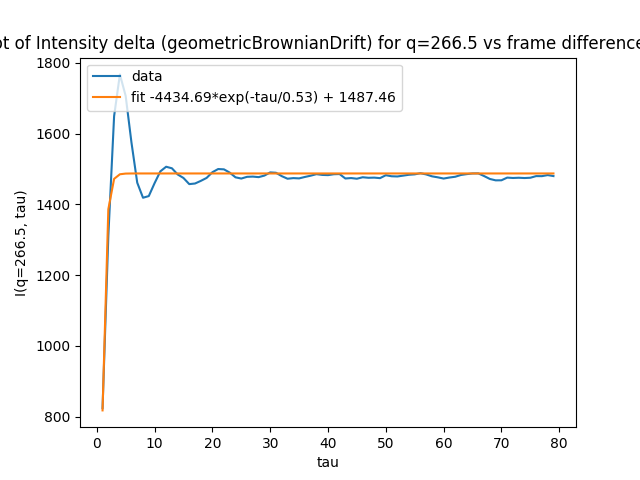 ot of Intensity delta (geometricBrownianDrift) for q=266.5 vs frame difference
data
fit -4434.69*exp(-tau/0.53) + 1487.46
I(q=266.5, tau)
1800
1600
1400
1200
1000
800
0 10 20 30 40 50 60 70 80
tau